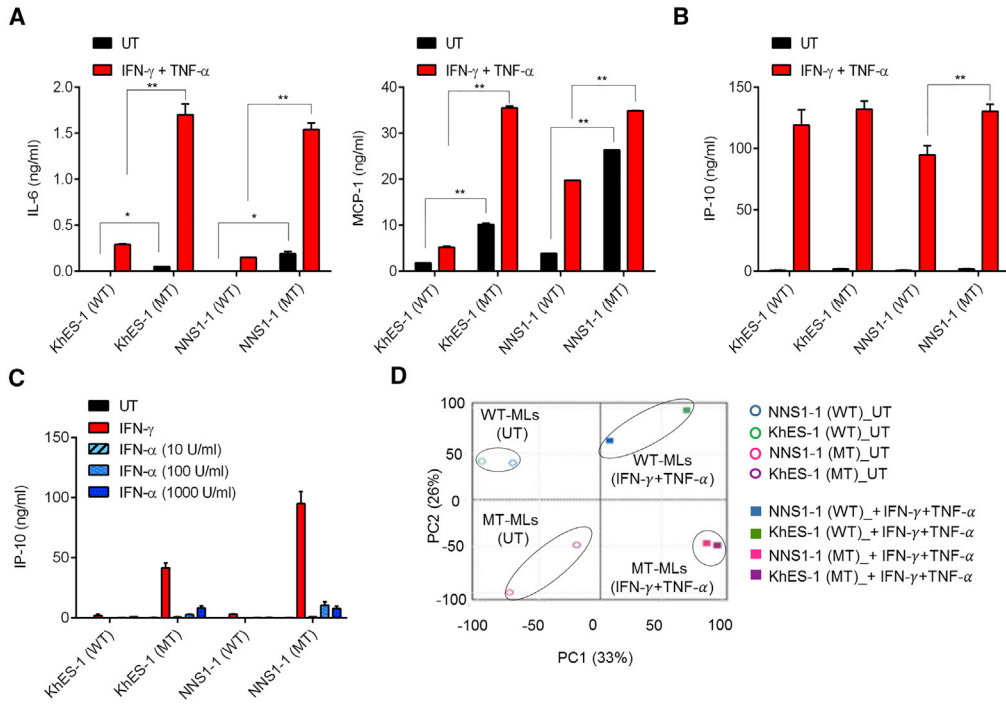 A
UT
IFN-γ + TNF-α
IL-6 (ng/ml)
2.0
1.5
1.0
0.5
0.0
**
**
*
*
KhES-1 (WT)
KhES-1 (MT)
NNS1-1 (WT)
NNS1-1 (MT)
UT
IFN-γ + TNF-α
MCP-1 (ng/ml)
40
30
20
10
0
**
**
**
**
KhES-1 (WT)
KhES-1 (MT)
NNS1-1 (WT)
NNS1-1 (MT)
B
UT
IFN-γ + TNF-α
IP-10 (ng/ml)
150
100
50
0
**
KhES-1 (WT)
KhES-1 (MT)
NNS1-1 (WT)
NNS1-1 (MT)
C
UT
IFN-γ
IFN-α (10 U/ml)
IFN-α (100 U/ml)
IFN-α (1000 U/ml)
IP-10 (ng/ml)
150
100
50
0
KhES-1 (WT)
KhES-1 (MT)
NNS1-1 (WT)
NNS1-1 (MT)
D
PC2 (26%)
100
50
0
-50
-100
WT-MLs
(UT)
WT-MLs
(IFN-γ+TNF-α)
MT-MLs
(UT)
MT-MLs
(IFN-γ+TNF-α)
-100
-50
0
50
100
PC1 (33%)
NNS1-1 (WT)_UT
KhES-1 (WT)_UT
NNS1-1 (MT)_UT
KhES-1 (MT)_UT
NNS1-1 (WT)_+ IFN-γ+TNF-α
KhES-1 (WT)_+ IFN-γ+TNF-α
NNS1-1 (MT)_+ IFN-γ+TNF-α
KhES-1 (MT)_+ IFN-γ+TNF-α